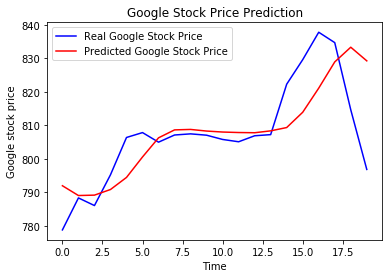 Google Stock Price Prediction
Real Google Stock Price
Predicted Google Stock Price
Google stock price
840
830
820
810
800
790
780
0.0 2.5 5.0 7.5 10.0 12.5 15.0 17.5
Time